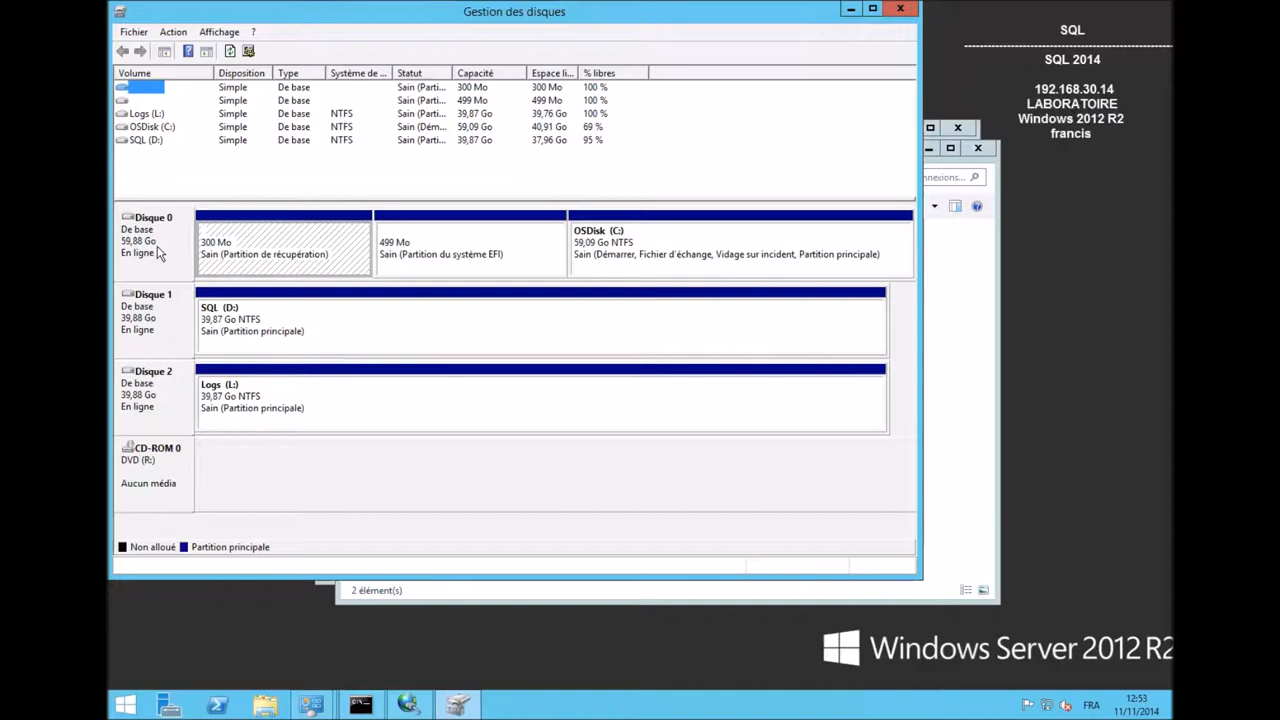 Gestion des disques
Fichier Action Affichage ?
Volume Disposition Type Système de ... Statut Capacité Espace li... % libres
Simple De base Sain (Parti... 300 Mo 300 Mo 100 %
Simple De base Sain (Parti... 499 Mo 499 Mo 100 %
Logs (L:) Simple De base NTFS Sain (Parti... 39,87 Go 39,76 Go 100 %
OSDisk (C:) Simple De base NTFS Sain (Dém... 59,09 Go 40,91 Go 69 %
SQL (D:) Simple De base NTFS Sain (Parti... 39,87 Go 37,96 Go 95 %
Disque 0
De base
59,88 Go
En ligne
300 Mo
Sain (Partition de récupération)
499 Mo
Sain (Partition du système EFI)
OSDisk (C:)
59,09 Go NTFS
Sain (Démarrer, Fichier d'échange, Vidage sur incident, Partition principale)
Disque 1
De base
39,88 Go
En ligne
SQL (D:)
39,87 Go NTFS
Sain (Partition principale)
Disque 2
De base
39,88 Go
En ligne
Logs (L:)
39,87 Go NTFS
Sain (Partition principale)
CD-ROM 0
DVD (R:)
Aucun média
Non alloué Partition principale
SQL
SQL 2014
192.168.30.14
LABORATOIRE
Windows 2012 R2
francis
nnexions...
2 élément(s)
Windows Server 2012 R2
FRA
12:53
11/11/2014